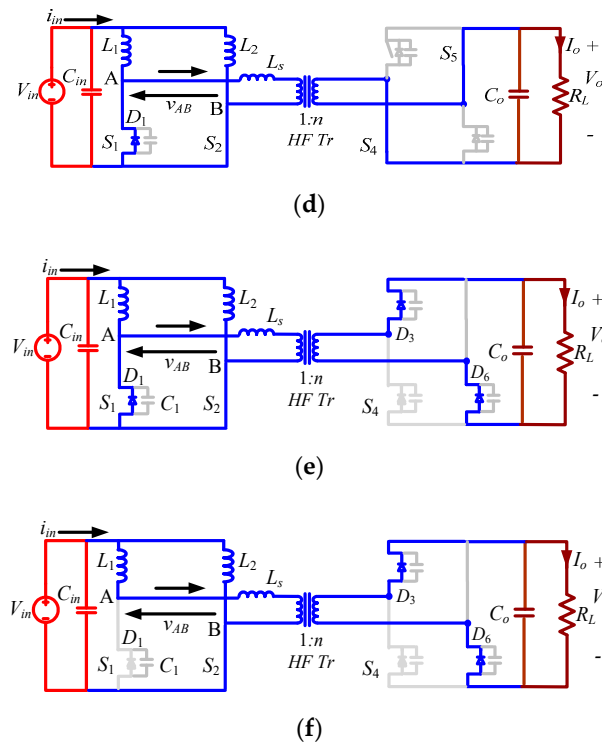 i_in
L_1
L_2
C_in
A
L_s
S_5
I_o +
V_in
v_AB
B
V_o
D_1
1:n
C_o
R_L
S_1
S_2
HF Tr
S_4
-
(d)
i_in
L_1
L_2
I_o +
C_in
A
L_s
V
V_in
v_AB
B
D_3
C_o
R_L
D_1
1:n
D_6
S_1
C_1
S_2
HF Tr
S_4
-
(e)
i_in
L_1
L_2
I_o +
C_in
A
L_s
V
V_in
v_AB
B
D_3
C_o
R_L
D_1
1:n
D_6
S_1
C_1
S_2
HF Tr
S_4
-
(f)